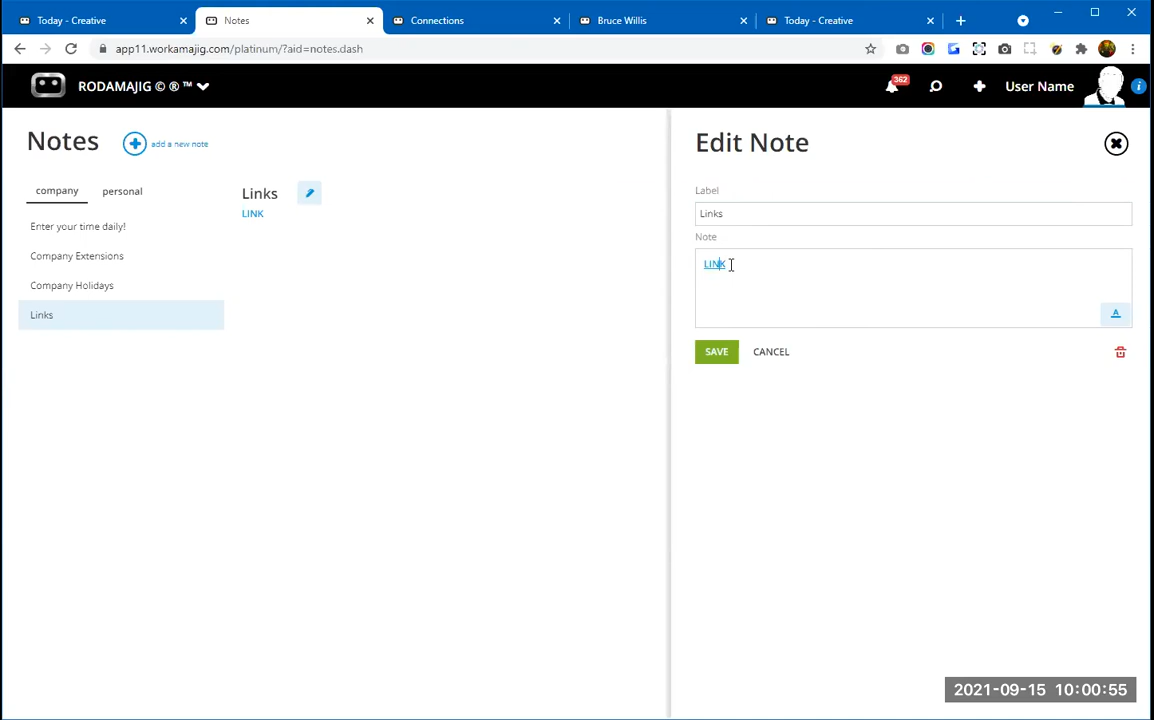 Today - Creative
Notes
Connections
Bruce Willis
Today - Creative
app11.workamajig.com/platinum/?aid=notes.dash
RODAMAJIG © ® ™
362
User Name
i
Notes
add a new note
company
personal
Enter your time daily!
Company Extensions
Company Holidays
Links
Links
LINK
Edit Note
Label
Links
Note
LINK
A
SAVE
CANCEL
2021-09-15 10:00:55